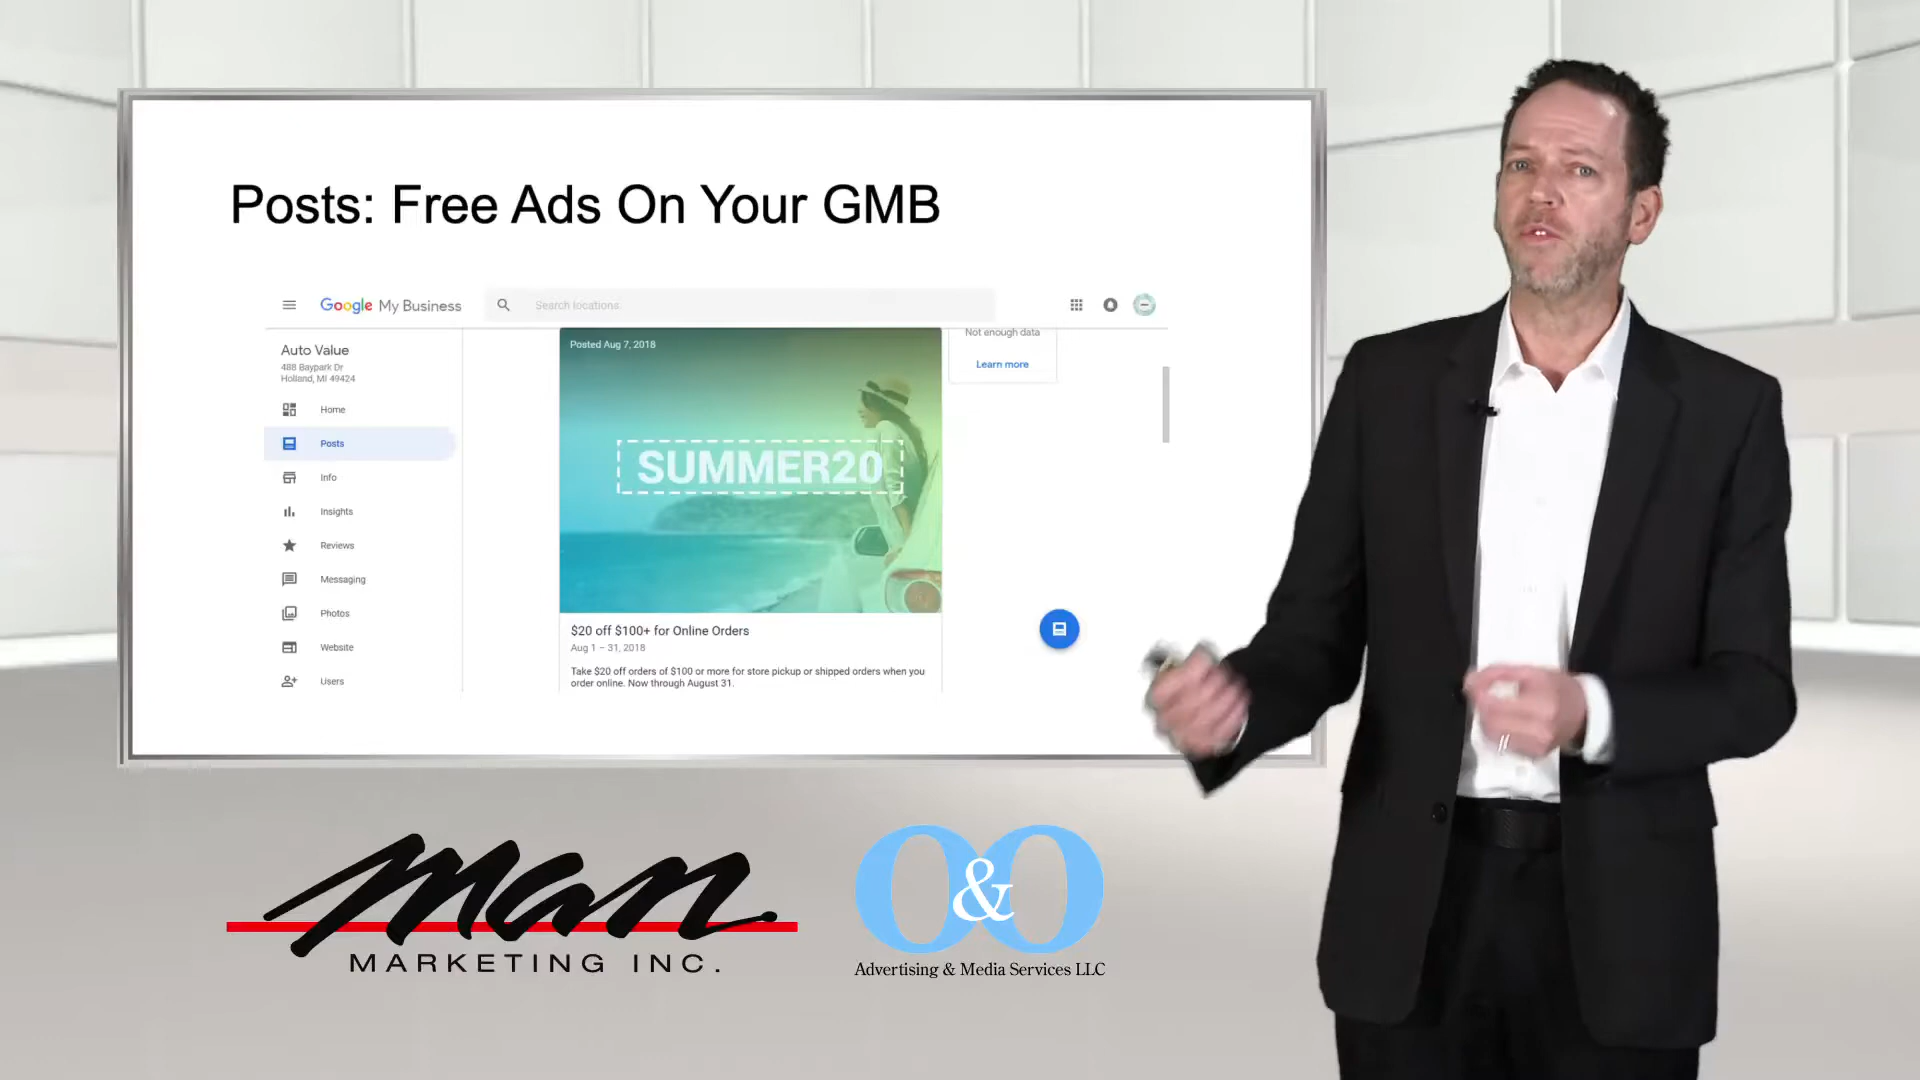 Posts: Free Ads On Your GMB
Google My Business
Search locations
Auto Value
488 Baypark Dr
Holland, MI 49424
Home
Posts
Info
Insights
Reviews
Messaging
Photos
Website
Users
Posted Aug 7, 2018
SUMMER20
$20 off $100+ for Online Orders
Aug 1 – 31, 2018
Take $20 off orders of $100 or more for store pickup or shipped orders when you
order online. Now through August 31.
Not enough data
Learn more
man
MARKETING INC.
O&O
Advertising & Media Services LLC